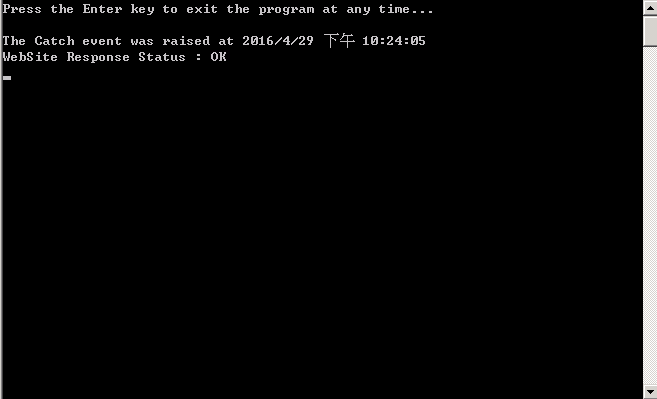 Press the Enter key to exit the program at any time...
The Catch event was raised at 2016/4/29 下午 10:24:05
WebSite Response Status : OK